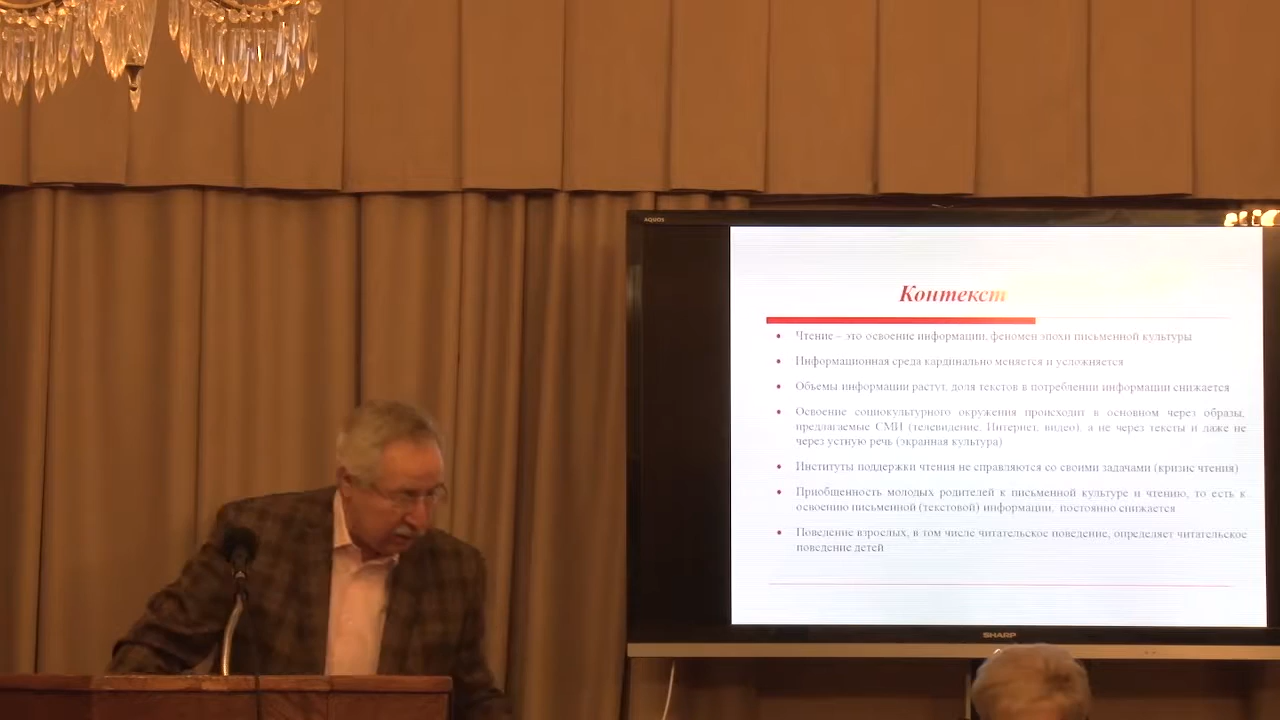 AQUOS
Контекст
Чтение – это освоение информации, феномен эпохи письменной культуры
Информационная среда кардинально меняется и усложняется
Объемы информации растут, доля текстов в потреблении информации снижается
Освоение социокультурного окружения происходит в основном через образы,
предлагаемые СМИ (телевидение, Интернет, видео), а не через тексты и даже не
через устную речь (экранная культура)
Институты поддержки чтения не справляются со своими задачами (кризис чтения)
Приобщенность молодых родителей к письменной культуре и чтению, то есть к
освоению письменной (текстовой) информации, постоянно снижается
Поведение взрослых, в том числе читательское поведение, определяет читательское
поведение детей
SHARP